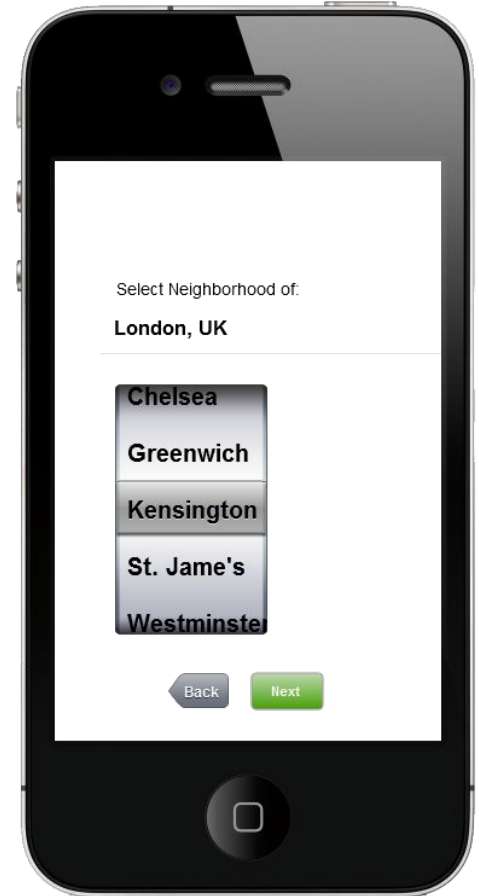 Select Neighborhood of:
London, UK
Chelsea
Greenwich
Kensington
St. Jame's
Westminster
Back
Next